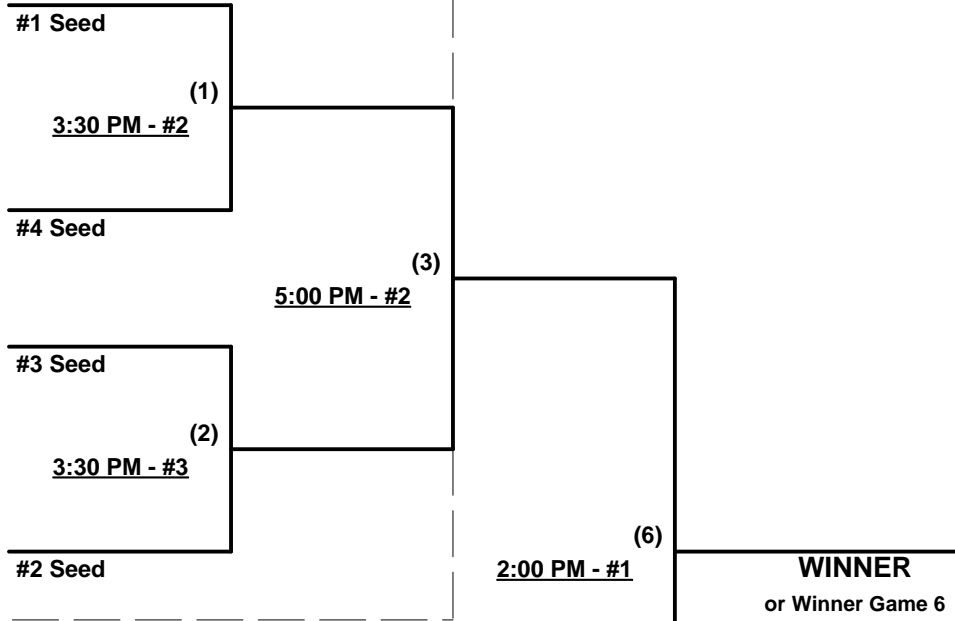 #1 Seed
(1)
3:30 PM - #2
#4 Seed
(3)
5:00 PM - #2
#3 Seed
(2)
3:30 PM - #3
#2 Seed
(6)
2:00 PM - #1
WINNER
or Winner Game 6